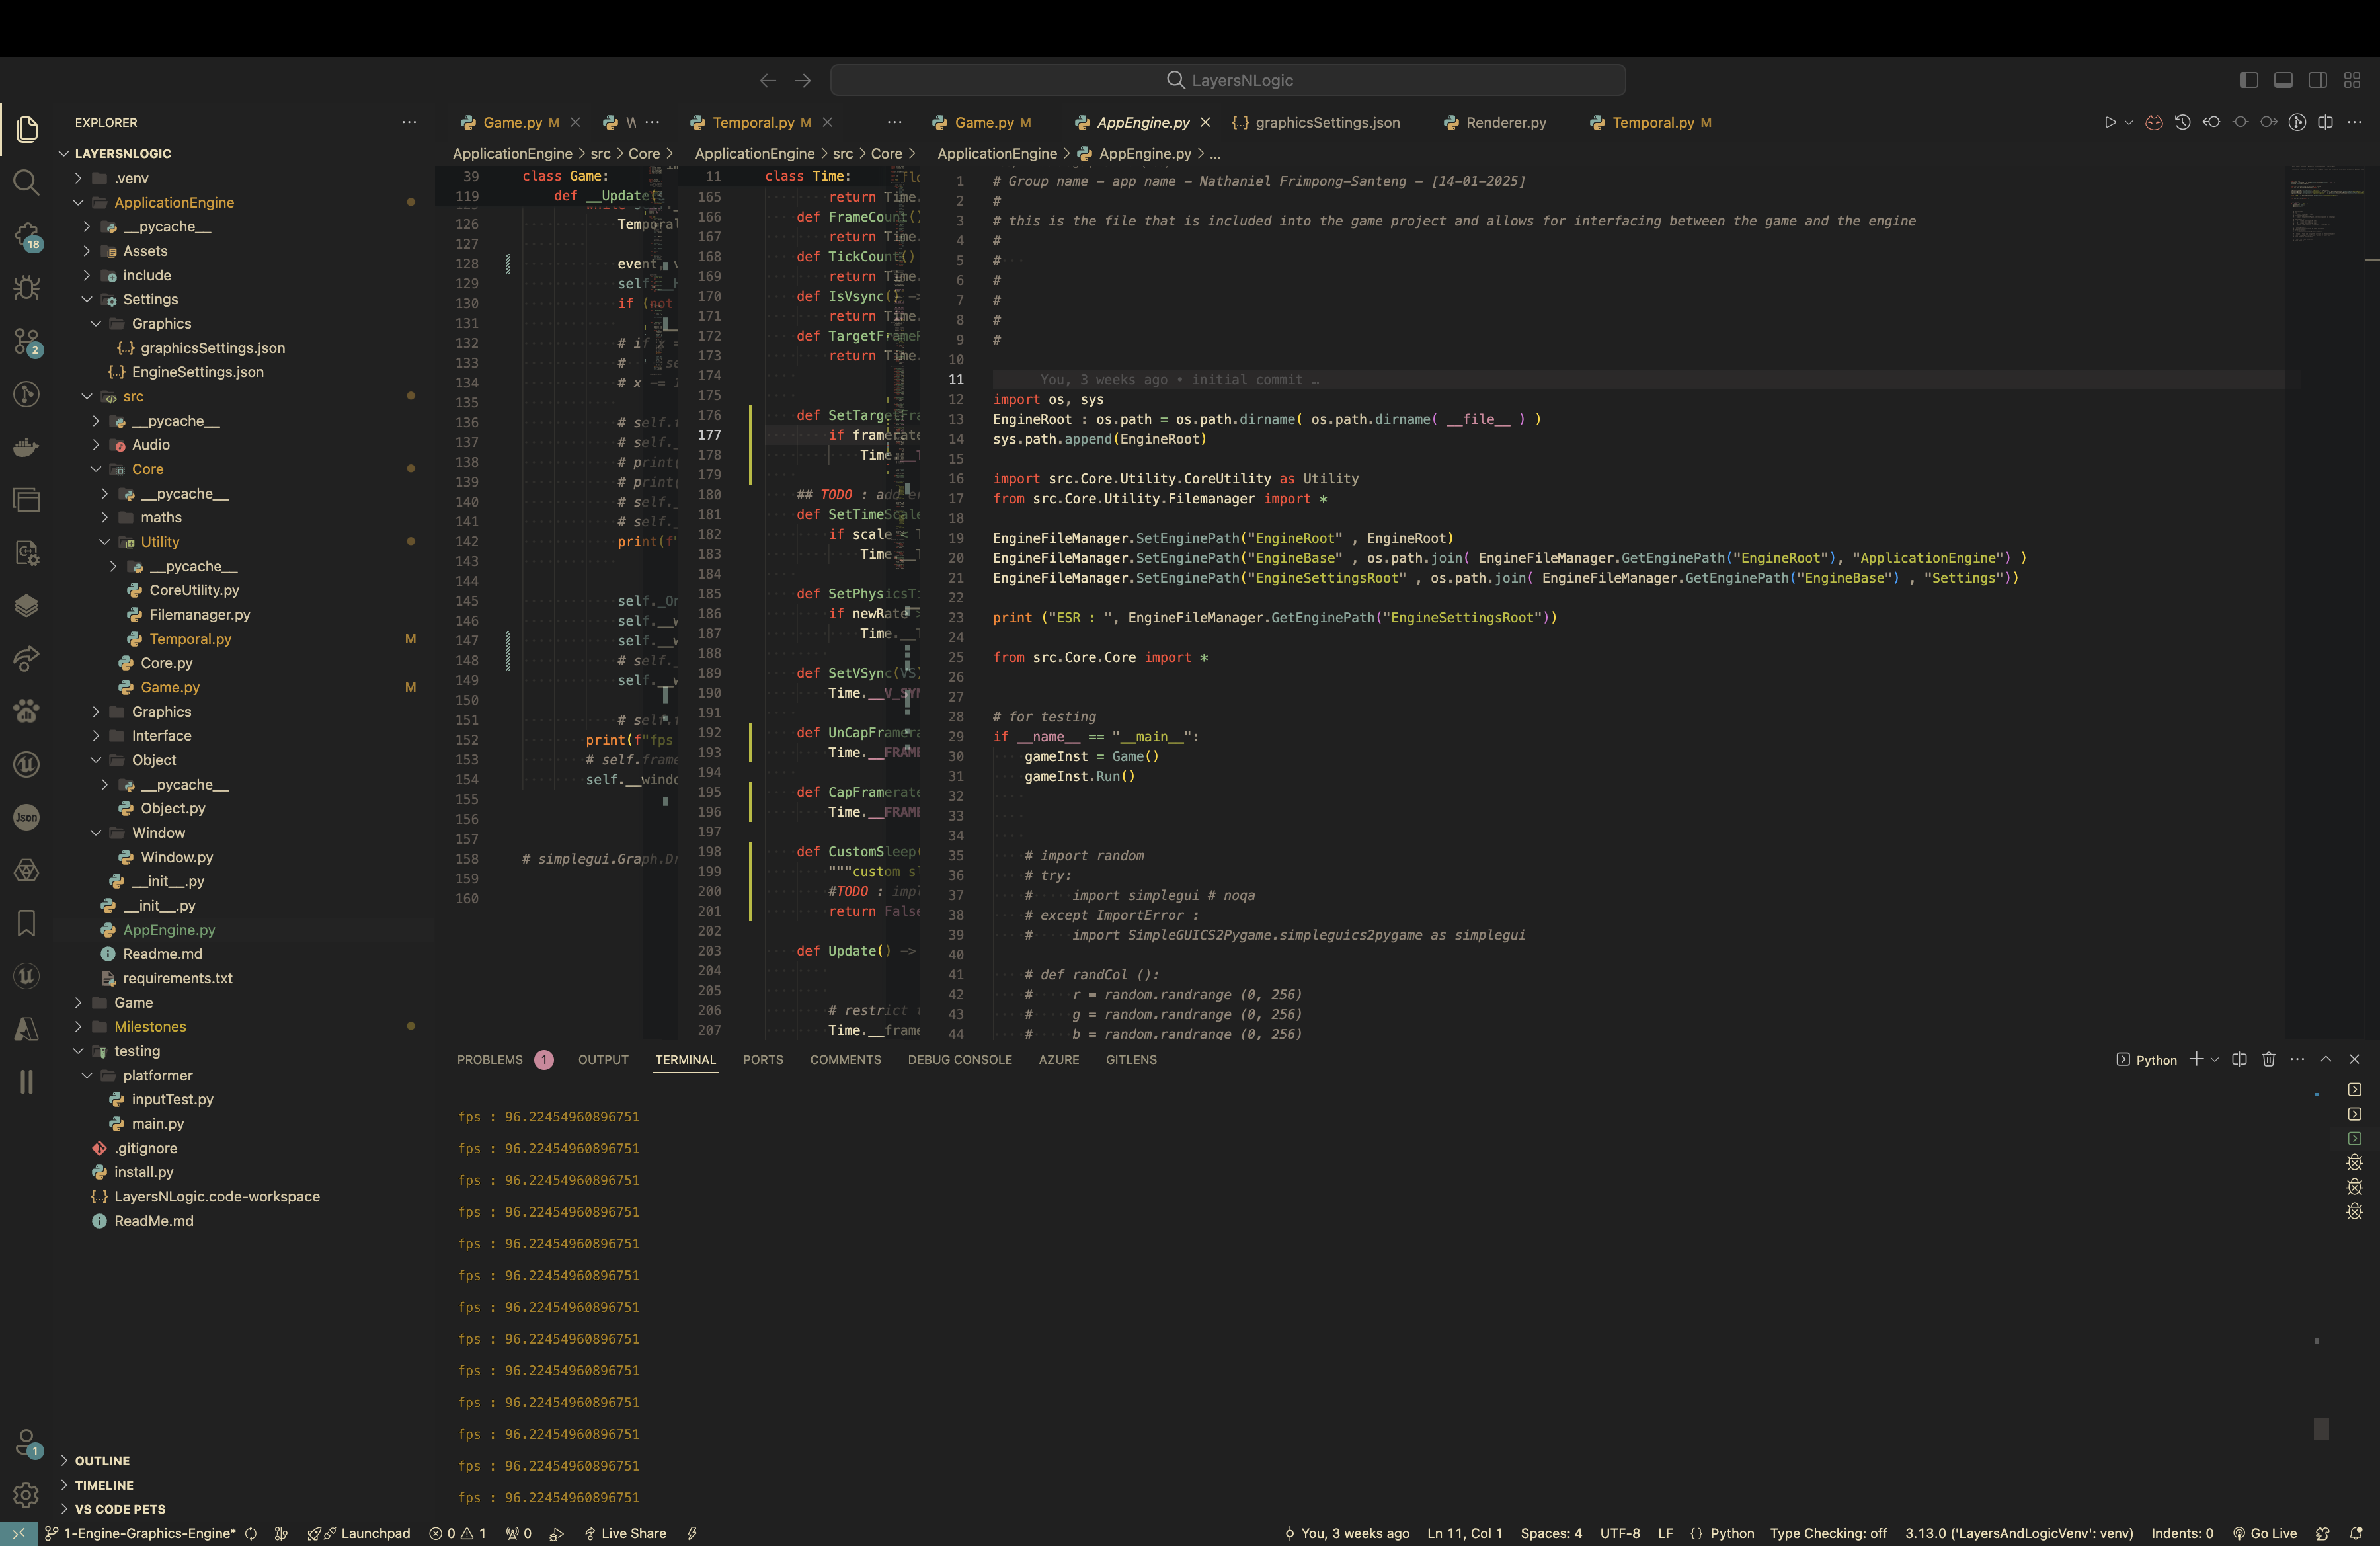 LayersNLogic
EXPLORER
LAYERSNLOGIC
.venv
ApplicationEngine
__pycache__
Assets
include
Settings
Graphics
{..} graphicsSettings.json
{..} EngineSettings.json
src
__pycache__
Audio
Core
__pycache__
maths
Utility
__pycache__
CoreUtility.py
Filemanager.py
Temporal.py M
Core.py
Game.py M
Graphics
Interface
Object
__pycache__
Object.py
Window
Window.py
__init__.py
__init__.py
AppEngine.py
Readme.md
requirements.txt
Game
Milestones
testing
platformer
inputTest.py
main.py
.gitignore
install.py
{..} LayersNLogic.code-workspace
ReadMe.md
OUTLINE
TIMELINE
VS CODE PETS
18
2
Json
1
Game.py M
ApplicationEngine > src > Core >
39 class Game:
119 def __Update
126
127
128 event
129 self.
130 if (not
131
132 # if x =
133 #
134 # x -=
135
136 # self.
137 # self.
138 # print(
139 # print(
140 # self.
141 # self.
142 print(f"
143
144
145 self._On
146 self.
147 self.
148 # self.
149 self.
150
151 # self.
152 print(f"fps
153 # self.frame
154 self.__windo
155
156
157
158 # simplegui.Graph.Dr
159
160
Temporal.py M
ApplicationEngine > src > Core >
11 class Time:
165 return Time.
166 def FrameCount()
167 return Time.
168 def TickCount()
169 return Time.
170 def IsVsync() ->
171 return Time.
172 def TargetFrameR
173 return Time.
174
175
176 def SetTargetFra
177 if framerate
178 Time.__T
179
180 ## TODO : add er
181 def SetTimeScale
182 if scale < T
183 Time.__T
184
185 def SetPhysicsTi
186 if newRate >
187 Time.__T
188
189 def SetVSync(VS)
190 Time.__V_SYN
191
192 def UnCapFramera
193 Time.__FRAME
194
195 def CapFramerate
196 Time.__FRAME
197
198 def CustomSleep(
199 """custom sl
200 #TODO : impl
201 return False
202
203 def Update() ->
204
205
206 # restrict
207 Time.__frame
Game.py M
AppEngine.py
{..} graphicsSettings.json
Renderer.py
Temporal.py M
ApplicationEngine > AppEngine.py > ...
1 # Group name – app name – Nathaniel Frimpong-Santeng – [14-01-2025]
2 #
3 # this is the file that is included into the game project and allows for interfacing between the game and the engine
4 #
5 #
6 #
7 #
8 #
9 #
10
11 You, 3 weeks ago • initial commit …
12 import os, sys
13 EngineRoot : os.path = os.path.dirname( os.path.dirname( __file__ ) )
14 sys.path.append(EngineRoot)
15
16 import src.Core.Utility.CoreUtility as Utility
17 from src.Core.Utility.Filemanager import *
18
19 EngineFileManager.SetEnginePath("EngineRoot" , EngineRoot)
20 EngineFileManager.SetEnginePath("EngineBase" , os.path.join( EngineFileManager.GetEnginePath("EngineRoot"), "ApplicationEngine") )
21 EngineFileManager.SetEnginePath("EngineSettingsRoot" , os.path.join( EngineFileManager.GetEnginePath("EngineBase") , "Settings"))
22
23 print ("ESR : ", EngineFileManager.GetEnginePath("EngineSettingsRoot"))
24
25 from src.Core.Core import *
26
27
28 # for testing
29 if __name__ == "__main__":
30 gameInst = Game()
31 gameInst.Run()
32
33
34
35 # import random
36 # try:
37 # import simplegui # noqa
38 # except ImportError :
39 # import SimpleGUICS2Pygame.simpleguics2pygame as simplegui
40
41 # def randCol ():
42 # r = random.randrange (0, 256)
43 # g = random.randrange (0, 256)
44 # b = random.randrange (0, 256)
PROBLEMS 1 OUTPUT TERMINAL PORTS COMMENTS DEBUG CONSOLE AZURE GITLENS
Python
fps : 96.22454960896751
fps : 96.22454960896751
fps : 96.22454960896751
fps : 96.22454960896751
fps : 96.22454960896751
fps : 96.22454960896751
fps : 96.22454960896751
fps : 96.22454960896751
fps : 96.22454960896751
fps : 96.22454960896751
fps : 96.22454960896751
fps : 96.22454960896751
fps : 96.22454960896751
1-Engine-Graphics-Engine* Launchpad 0 1 0 Live Share
You, 3 weeks ago Ln 11, Col 1 Spaces: 4 UTF-8 LF {} Python Type Checking: off 3.13.0 ('LayersAndLogicVenv': venv) Indents: 0 Go Live